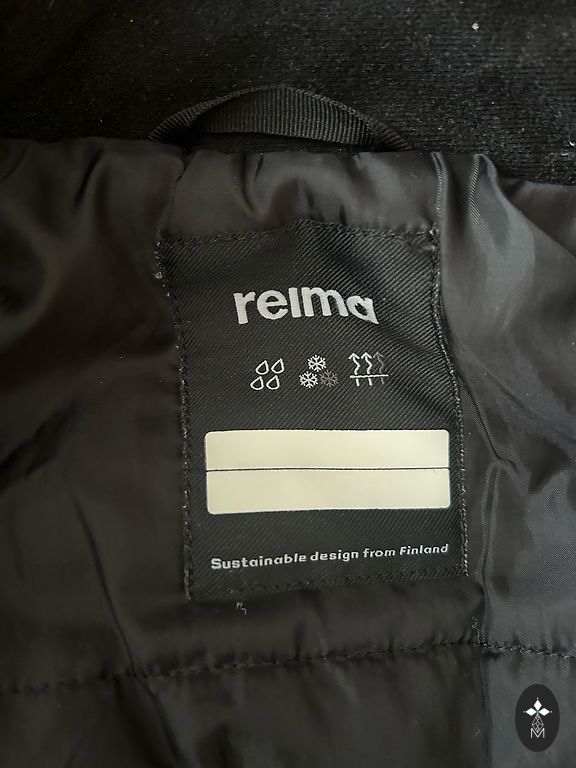 reima
Sustainable design from Finland
M